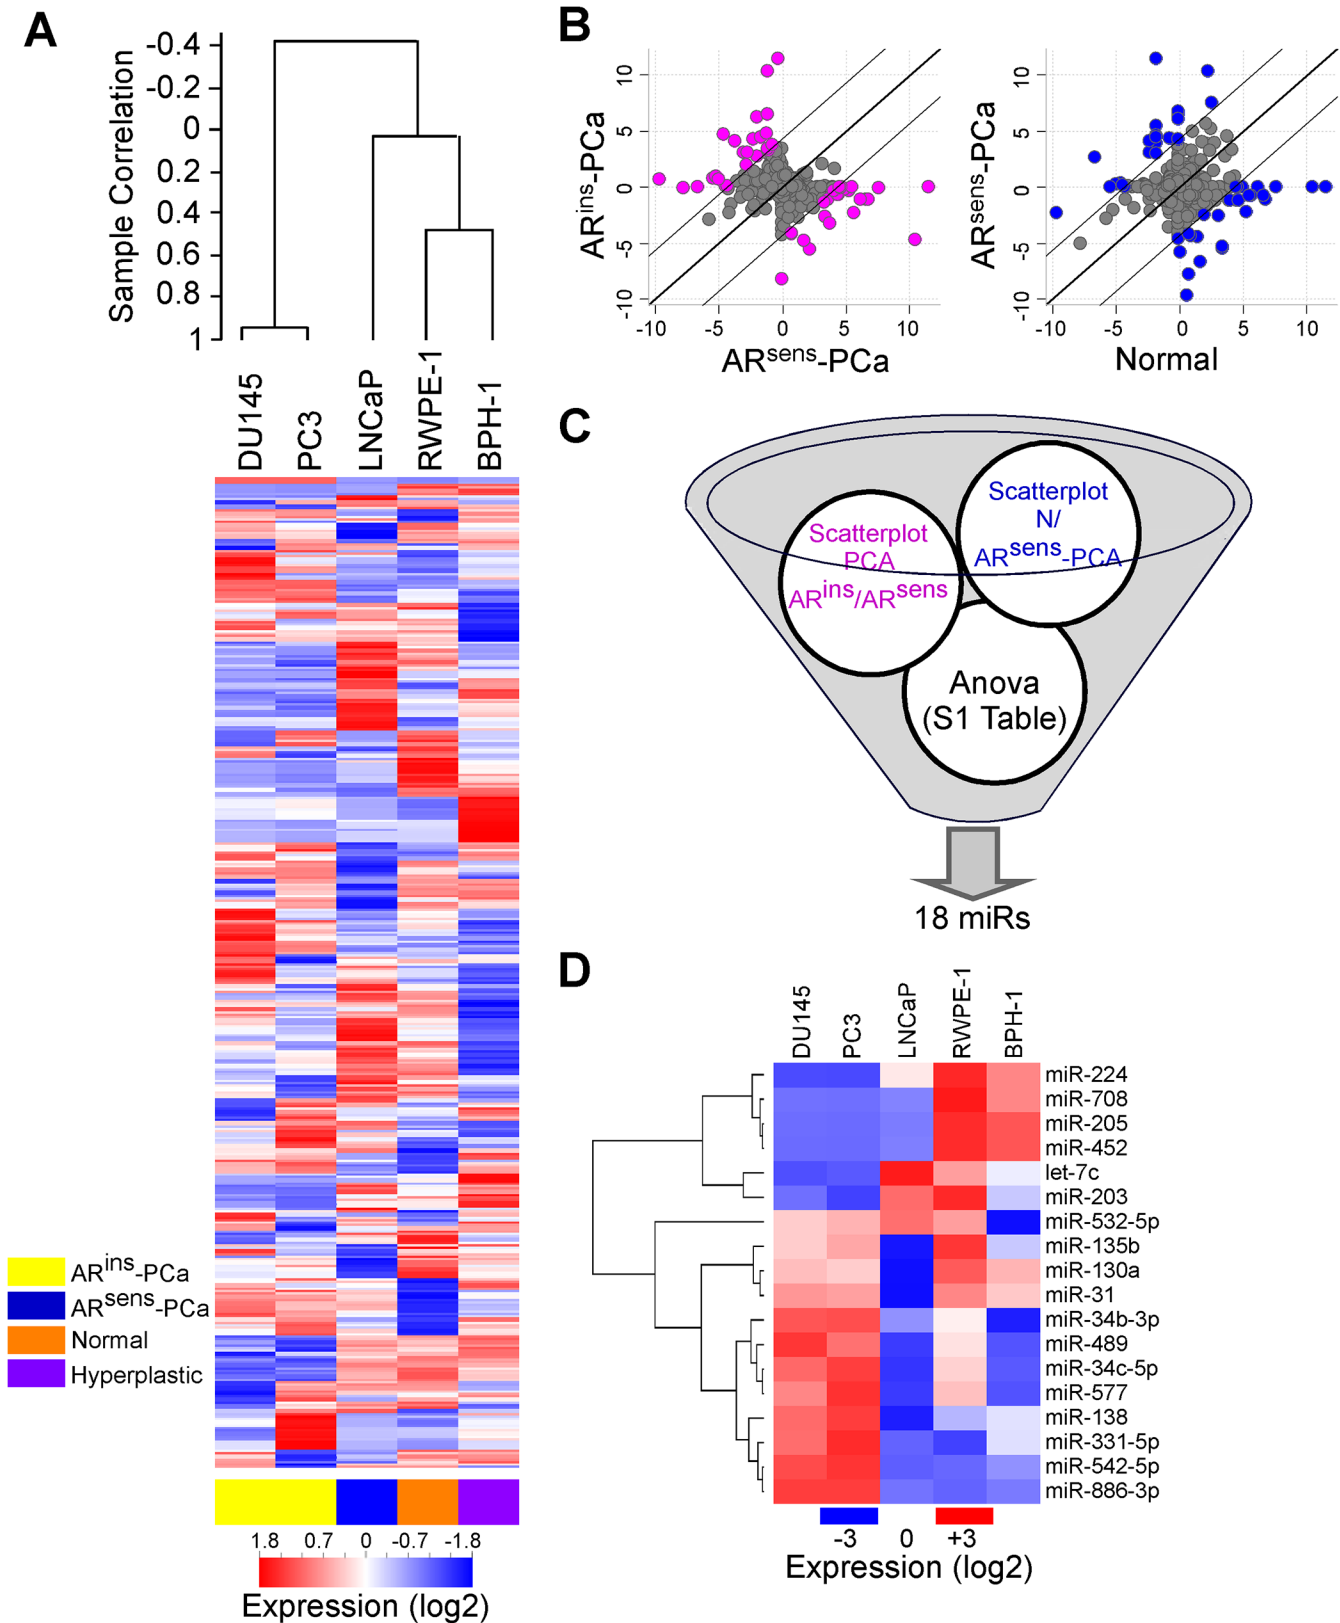 A
Sample Correlation
-0.4
-0.2
0
0.2
0.4
0.6
0.8
1
DU145
PC3
LNCaP
RWPE-1
BPH-1
ARins-PCa
ARsens-PCa
Normal
Hyperplastic
1.8 0.7 0 -0.7 -1.8
Expression (log2)
B
ARins-PCa
10
5
0
-5
-10
-10 -5 0 5 10
ARsens-PCa
ARsens-PCa
10
5
0
-5
-10
-10 -5 0 5 10
Normal
C
Scatterplot
PCA
ARins/ARsens
Scatterplot
N/
ARsens-PCA
Anova
(S1 Table)
18 miRs
D
DU145
PC3
LNCaP
RWPE-1
BPH-1
miR-224
miR-708
miR-205
miR-452
let-7c
miR-203
miR-532-5p
miR-135b
miR-130a
miR-31
miR-34b-3p
miR-489
miR-34c-5p
miR-577
miR-138
miR-331-5p
miR-542-5p
miR-886-3p
-3 0 +3
Expression (log2)